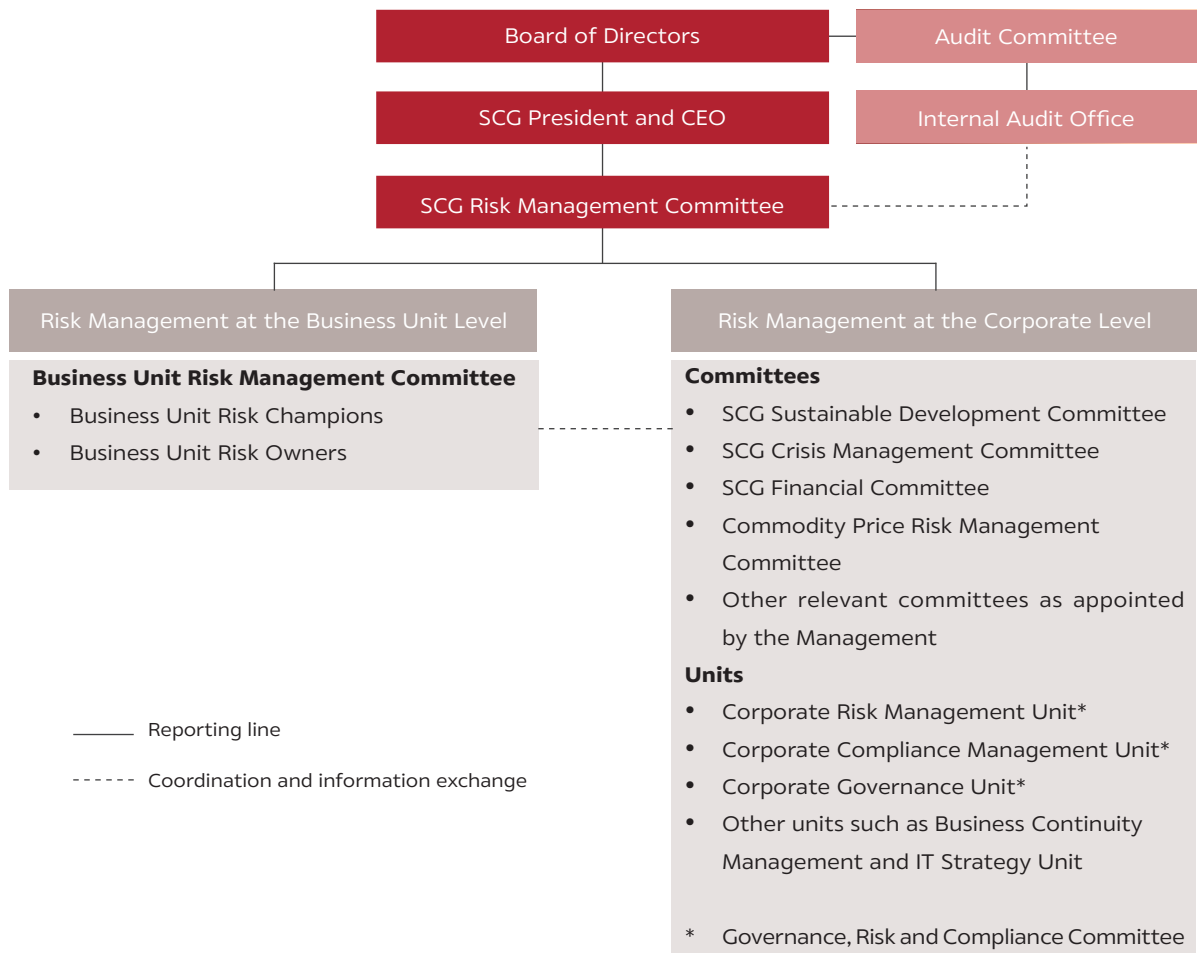 Board of Directors
Audit Committee
SCG President and CEO
Internal Audit Office
SCG Risk Management Committee
Risk Management at the Business Unit Level
Business Unit Risk Management Committee
• Business Unit Risk Champions
• Business Unit Risk Owners
Risk Management at the Corporate Level
Committees
• SCG Sustainable Development Committee
• SCG Crisis Management Committee
• SCG Financial Committee
• Commodity Price Risk Management
Committee
• Other relevant committees as appointed
by the Management
Units
• Corporate Risk Management Unit*
• Corporate Compliance Management Unit*
• Corporate Governance Unit*
• Other units such as Business Continuity
Management and IT Strategy Unit
* Governance, Risk and Compliance Committee
Reporting line
Coordination and information exchange